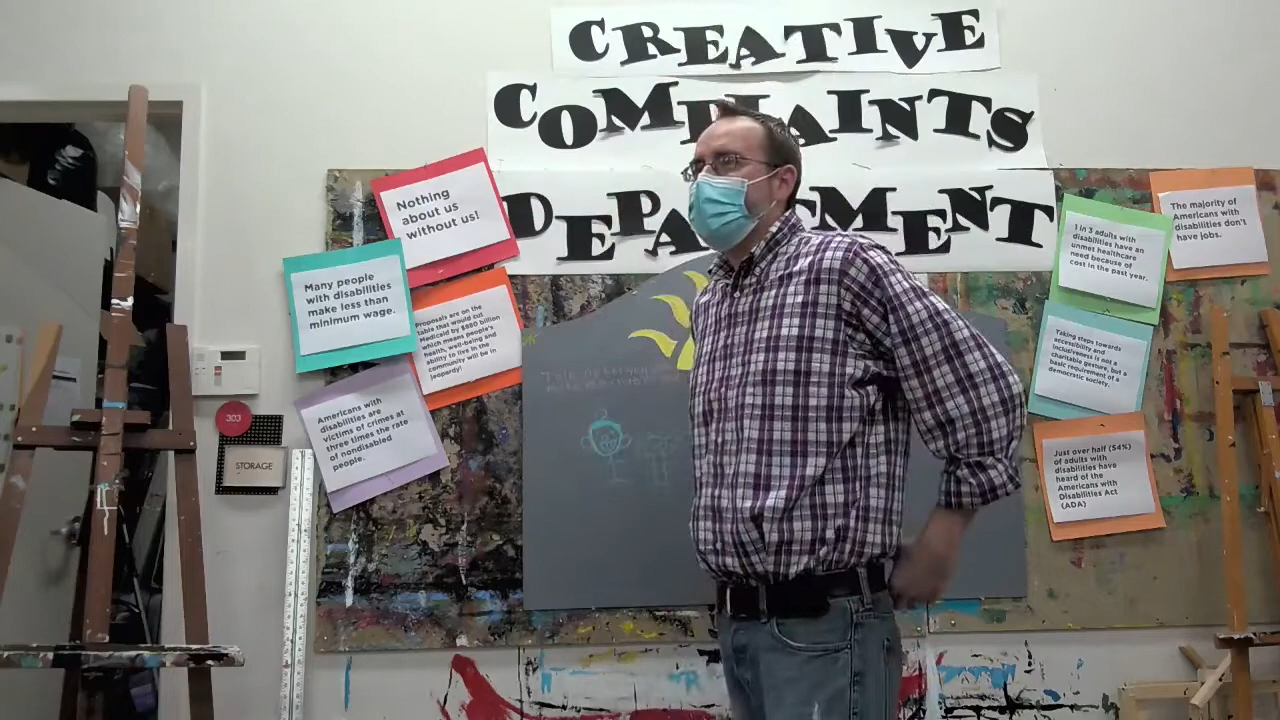 CREATIVE
COMPLAINTS
DEPARTMENT
Nothing
about us
without us!
Many people
with disabilities
make less than
minimum wage.
Proposals are on the
table that would cut
Medicaid by $880 billion
which means people's
health, well-being and
ability to live in the
community will be in
jeopardy!
Americans with
disabilities are
victims of crimes at
three times the rate
of nondisabled
people.
303
STORAGE
The majority of
Americans with
disabilities don't
have jobs.
1 in 3 adults with
disabilities have an
unmet healthcare
need because of
cost in the past year.
Taking steps towards
accessibility and
inclusiveness is not a
charitable gesture, but a
basic requirement of a
democratic society.
Just over half (54%)
of adults with
disabilities have
heard of the
Americans with
Disabilities Act
(ADA)